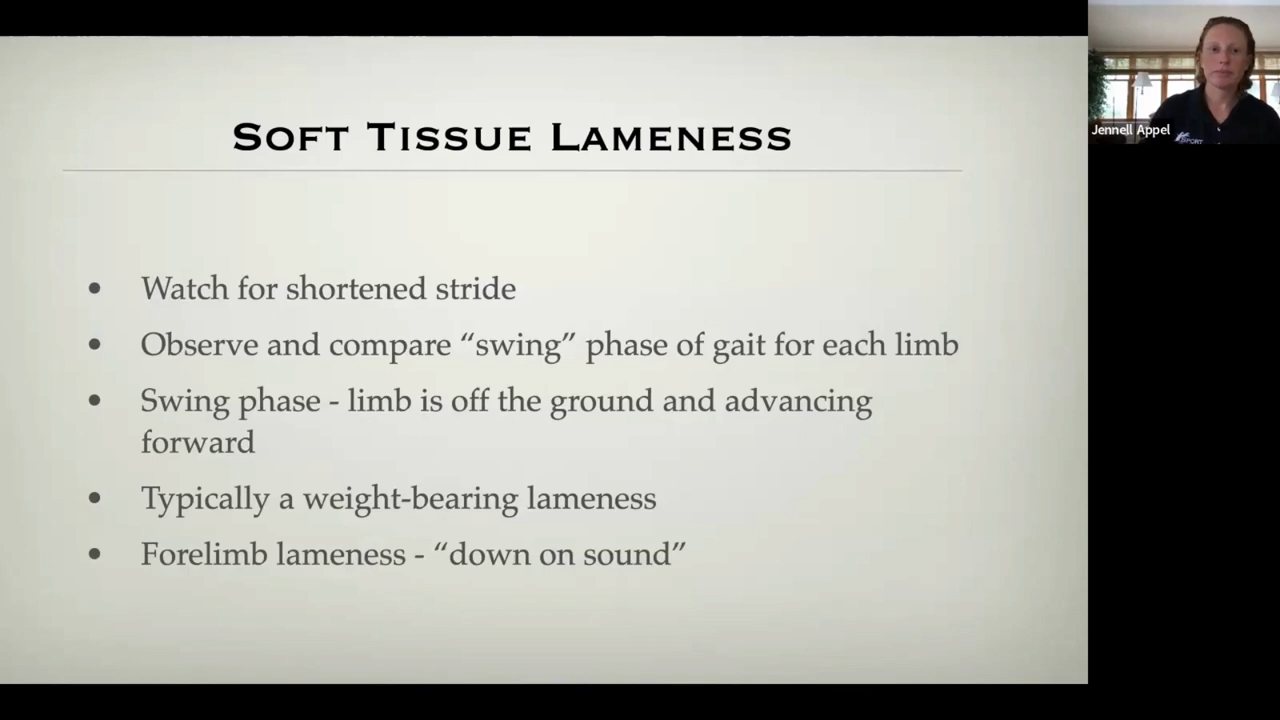 SOFT TISSUE LAMENESS
• Watch for shortened stride
• Observe and compare “swing” phase of gait for each limb
• Swing phase - limb is off the ground and advancing
forward
• Typically a weight-bearing lameness
• Forelimb lameness - “down on sound”
Jennell Appel
SPORT